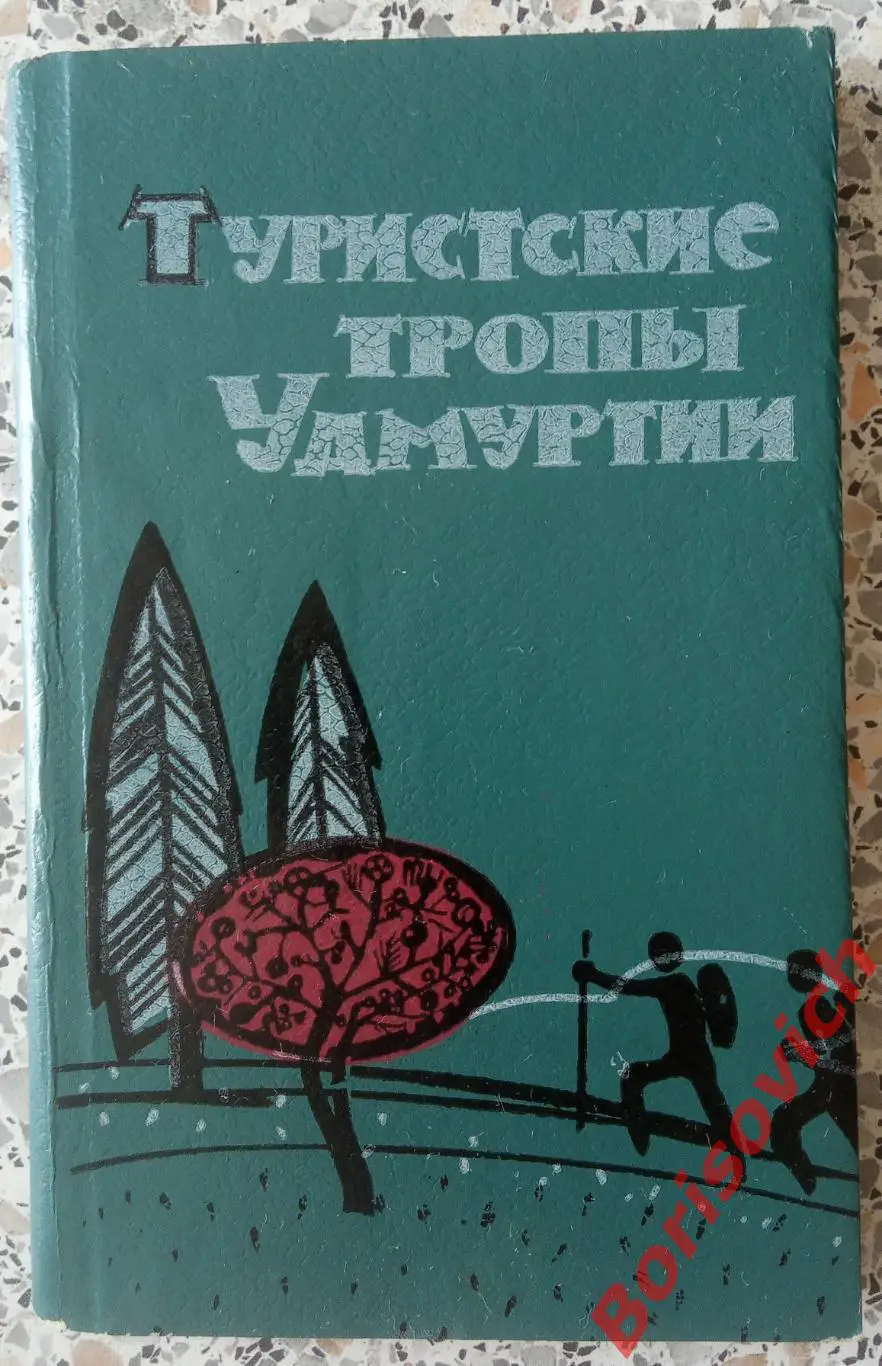 Туристские
тропы
Удмуртии
Borisovich